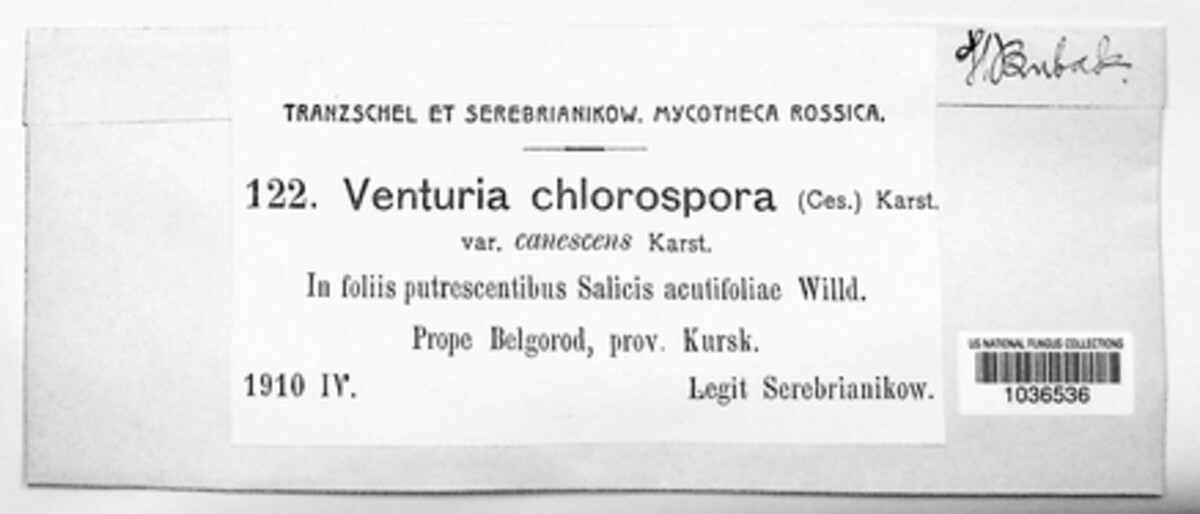 TRANZSCHEL ET SEREBRIANIKOW. MYCOTHECA ROSSICA.
122. Venturia chlorospora (Ces.) Karst.
var. canescens Karst.
In foliis putrescentibus Salicis acutifoliae Willd.
Prope Belgorod, prov. Kursk.
1910 IV. Legit Serebrianikow.
US NATIONAL FUNGUS COLLECTIONS
1036536